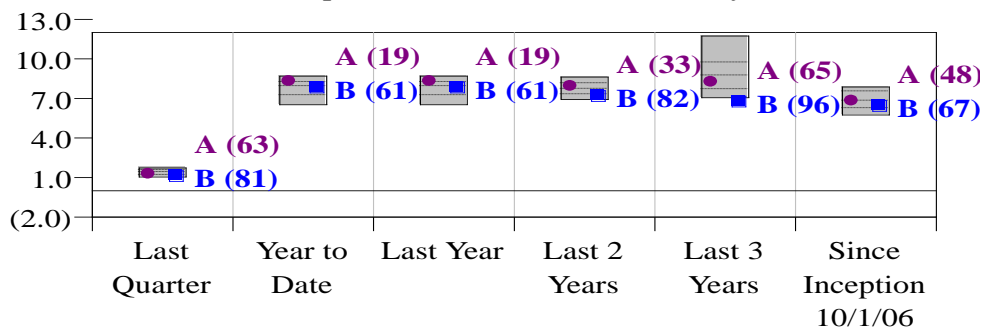 13.0
10.0
7.0
4.0
1.0
(2.0)
A (63)
B (81)
A (19)
B (61)
A (19)
B (61)
A (33)
B (82)
A (65)
B (96)
A (48)
B (67)
Last
Quarter
Year to
Date
Last Year
Last 2
Years
Last 3
Years
Since
Inception
10/1/06